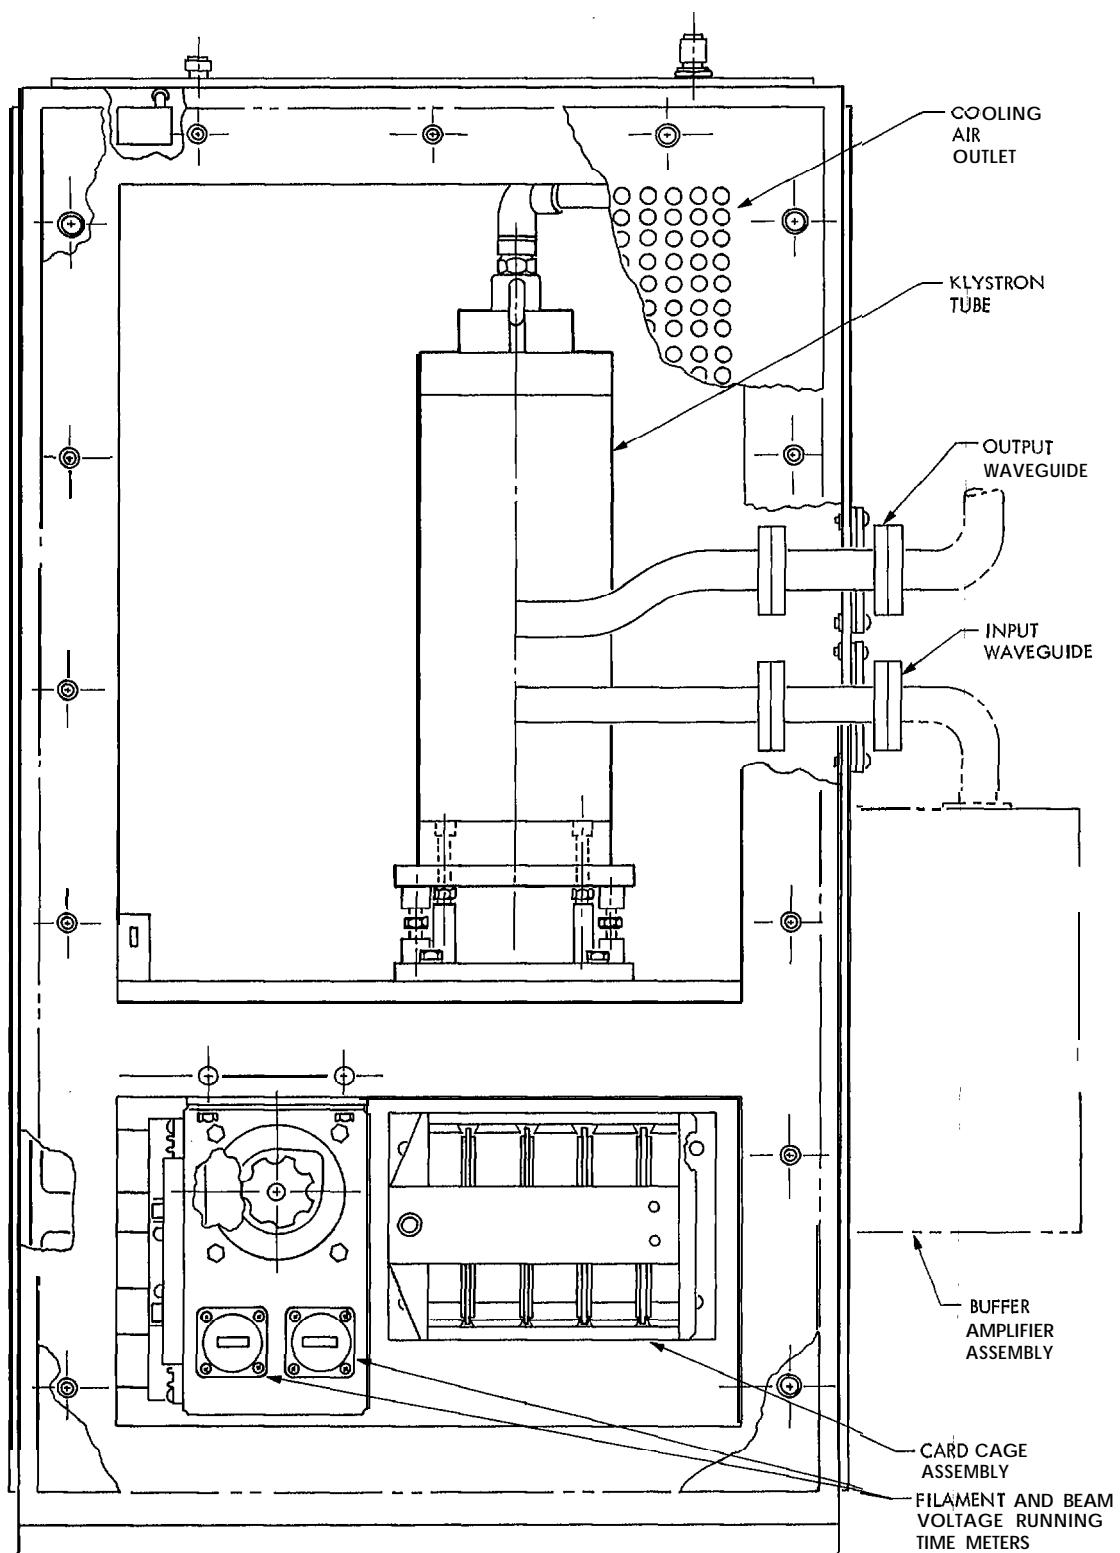 COOLING
AIR
OUTLET
KLYSTRON
TUBE
OUTPUT
WAVEGUIDE
INPUT
WAVEGUIDE
BUFFER
AMPLIFIER
ASSEMBLY
CARD CAGE
ASSEMBLY
FILAMENT AND BEAM
VOLTAGE RUNNING
TIME METERS